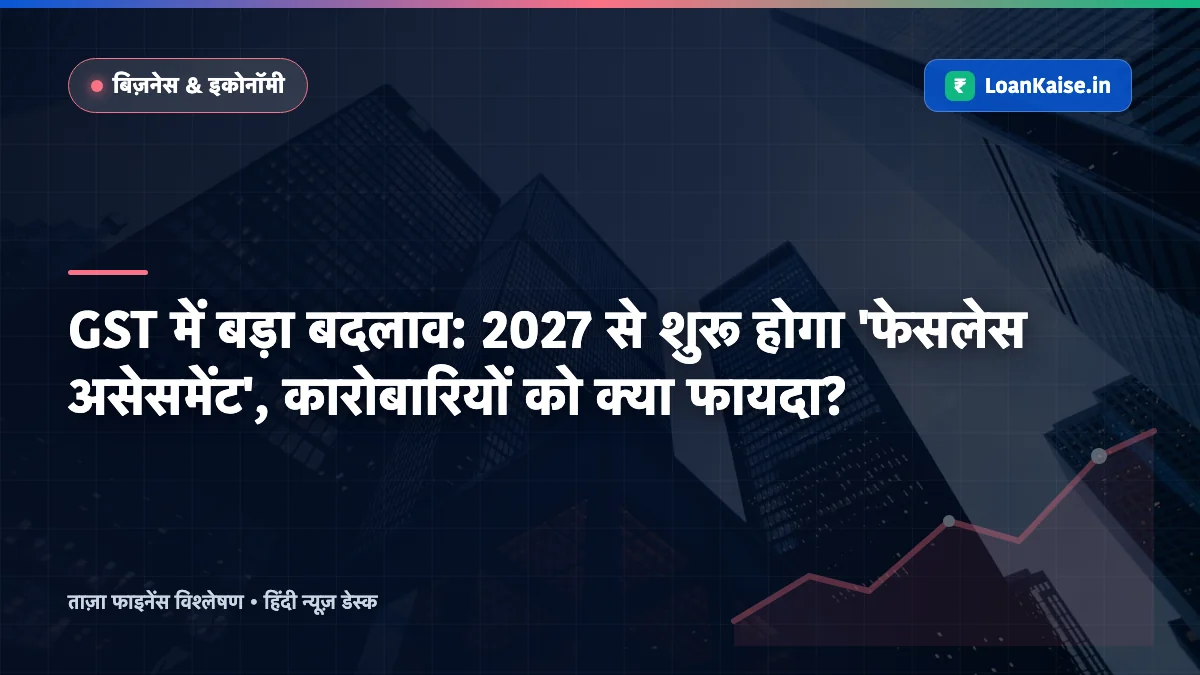 बिज़नेस & इकोनॉमी
₹ LoanKaise.in
GST में बड़ा बदलाव: 2027 से शुरू होगा 'फेसलेस
असेसमेंट', कारोबारियों को क्या फायदा?
ताज़ा फाइनेंस विश्लेषण • हिंदी न्यूज़ डेस्क